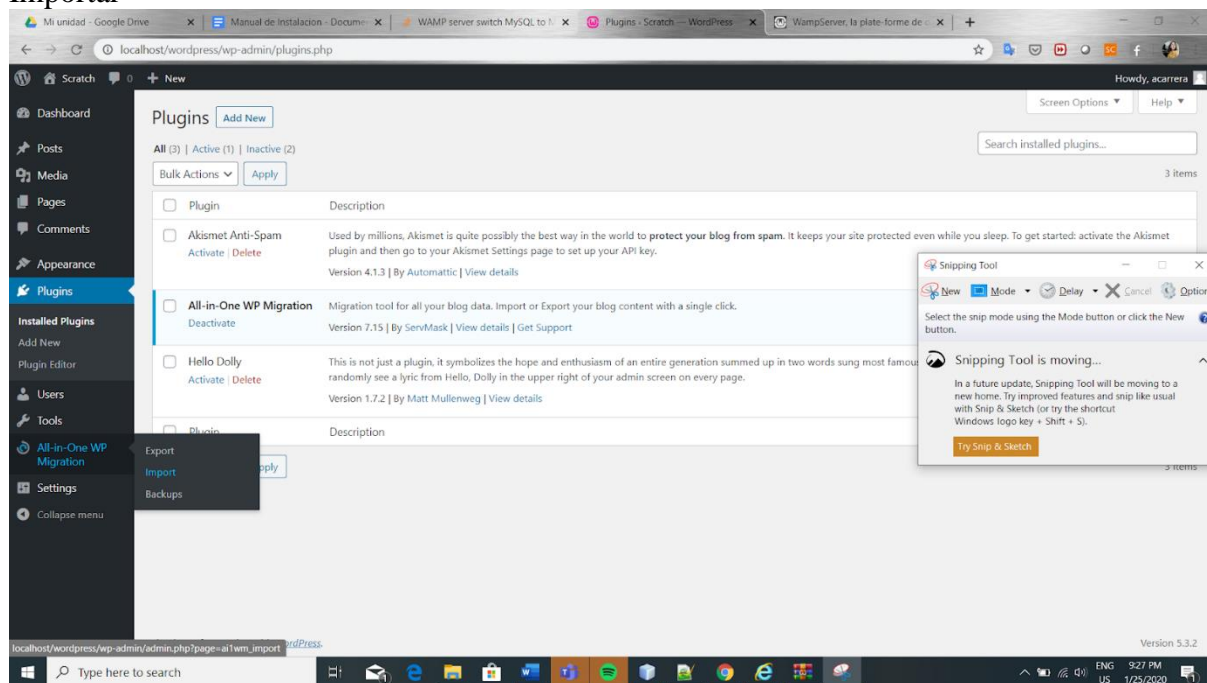 Importar
Mi unidad - Google Drive
Manual de Instalacion - Docume
WAMP server switch MySQL to
Plugins ‹ Scratch — WordPress
WampServer, la plate-forme de
localhost/wordpress/wp-admin/plugins.php
Scratch 0 + New
Howdy, acarrera
Screen Options ▼ Help ▼
Dashboard
Posts
Media
Pages
Comments
Appearance
Plugins
Installed Plugins
Add New
Plugin Editor
Users
Tools
All-in-One WP
Migration
Settings
Collapse menu
Export
Import
Backups
Plugins Add New
All (3) | Active (1) | Inactive (2)
Search installed plugins...
Bulk Actions Apply
3 items
Plugin Description
Akismet Anti-Spam
Activate | Delete
Used by millions, Akismet is quite possibly the best way in the world to protect your blog from spam. It keeps your site protected even while you sleep. To get started: activate the Akismet
plugin and then go to your Akismet Settings page to set up your API key.
Version 4.1.3 | By Automattic | View details
All-in-One WP Migration
Deactivate
Migration tool for all your blog data. Import or Export your blog content with a single click.
Version 7.15 | By ServMask | View details | Get Support
Hello Dolly
Activate | Delete
This is not just a plugin, it symbolizes the hope and enthusiasm of an entire generation summed up in two words sung most famou
randomly see a lyric from Hello, Dolly in the upper right of your admin screen on every page.
Version 1.7.2 | By Matt Mullenweg | View details
Plugin Description
pply
3 items
Snipping Tool
New Mode Delay Cancel Option
Select the snip mode using the Mode button or click the New
button.
Snipping Tool is moving...
In a future update, Snipping Tool will be moving to a
new home. Try improved features and snip like usual
with Snip & Sketch (or try the shortcut
Windows logo key + Shift + S).
Try Snip & Sketch
ordPress.
Version 5.3.2
localhost/wordpress/wp-admin/admin.php?page=ai1wm_import
Type here to search
ENG
US
9:27 PM
1/25/2020